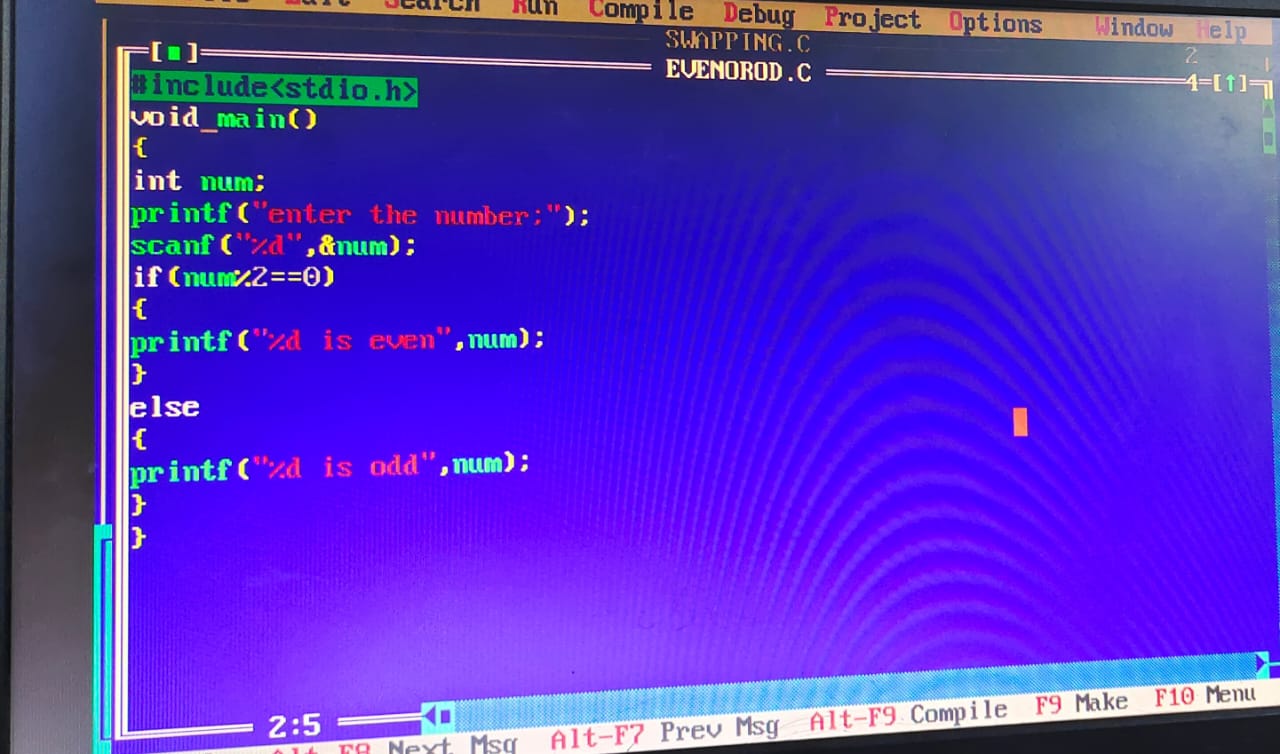 Search Run Compile Debug Project Options Window Help
SWAPPING.C 2
[■] EVENOROD.C 4=[↑]
#include<stdio.h>
void main()
{
int num;
printf("enter the number:");
scanf("%d",&num);
if(num%2==0)
{
printf("%d is even",num);
}
else
{
printf("%d is odd",num);
}
}
2:5
Alt-F8 Next Msg Alt-F7 Prev Msg Alt-F9 Compile F9 Make F10 Menu